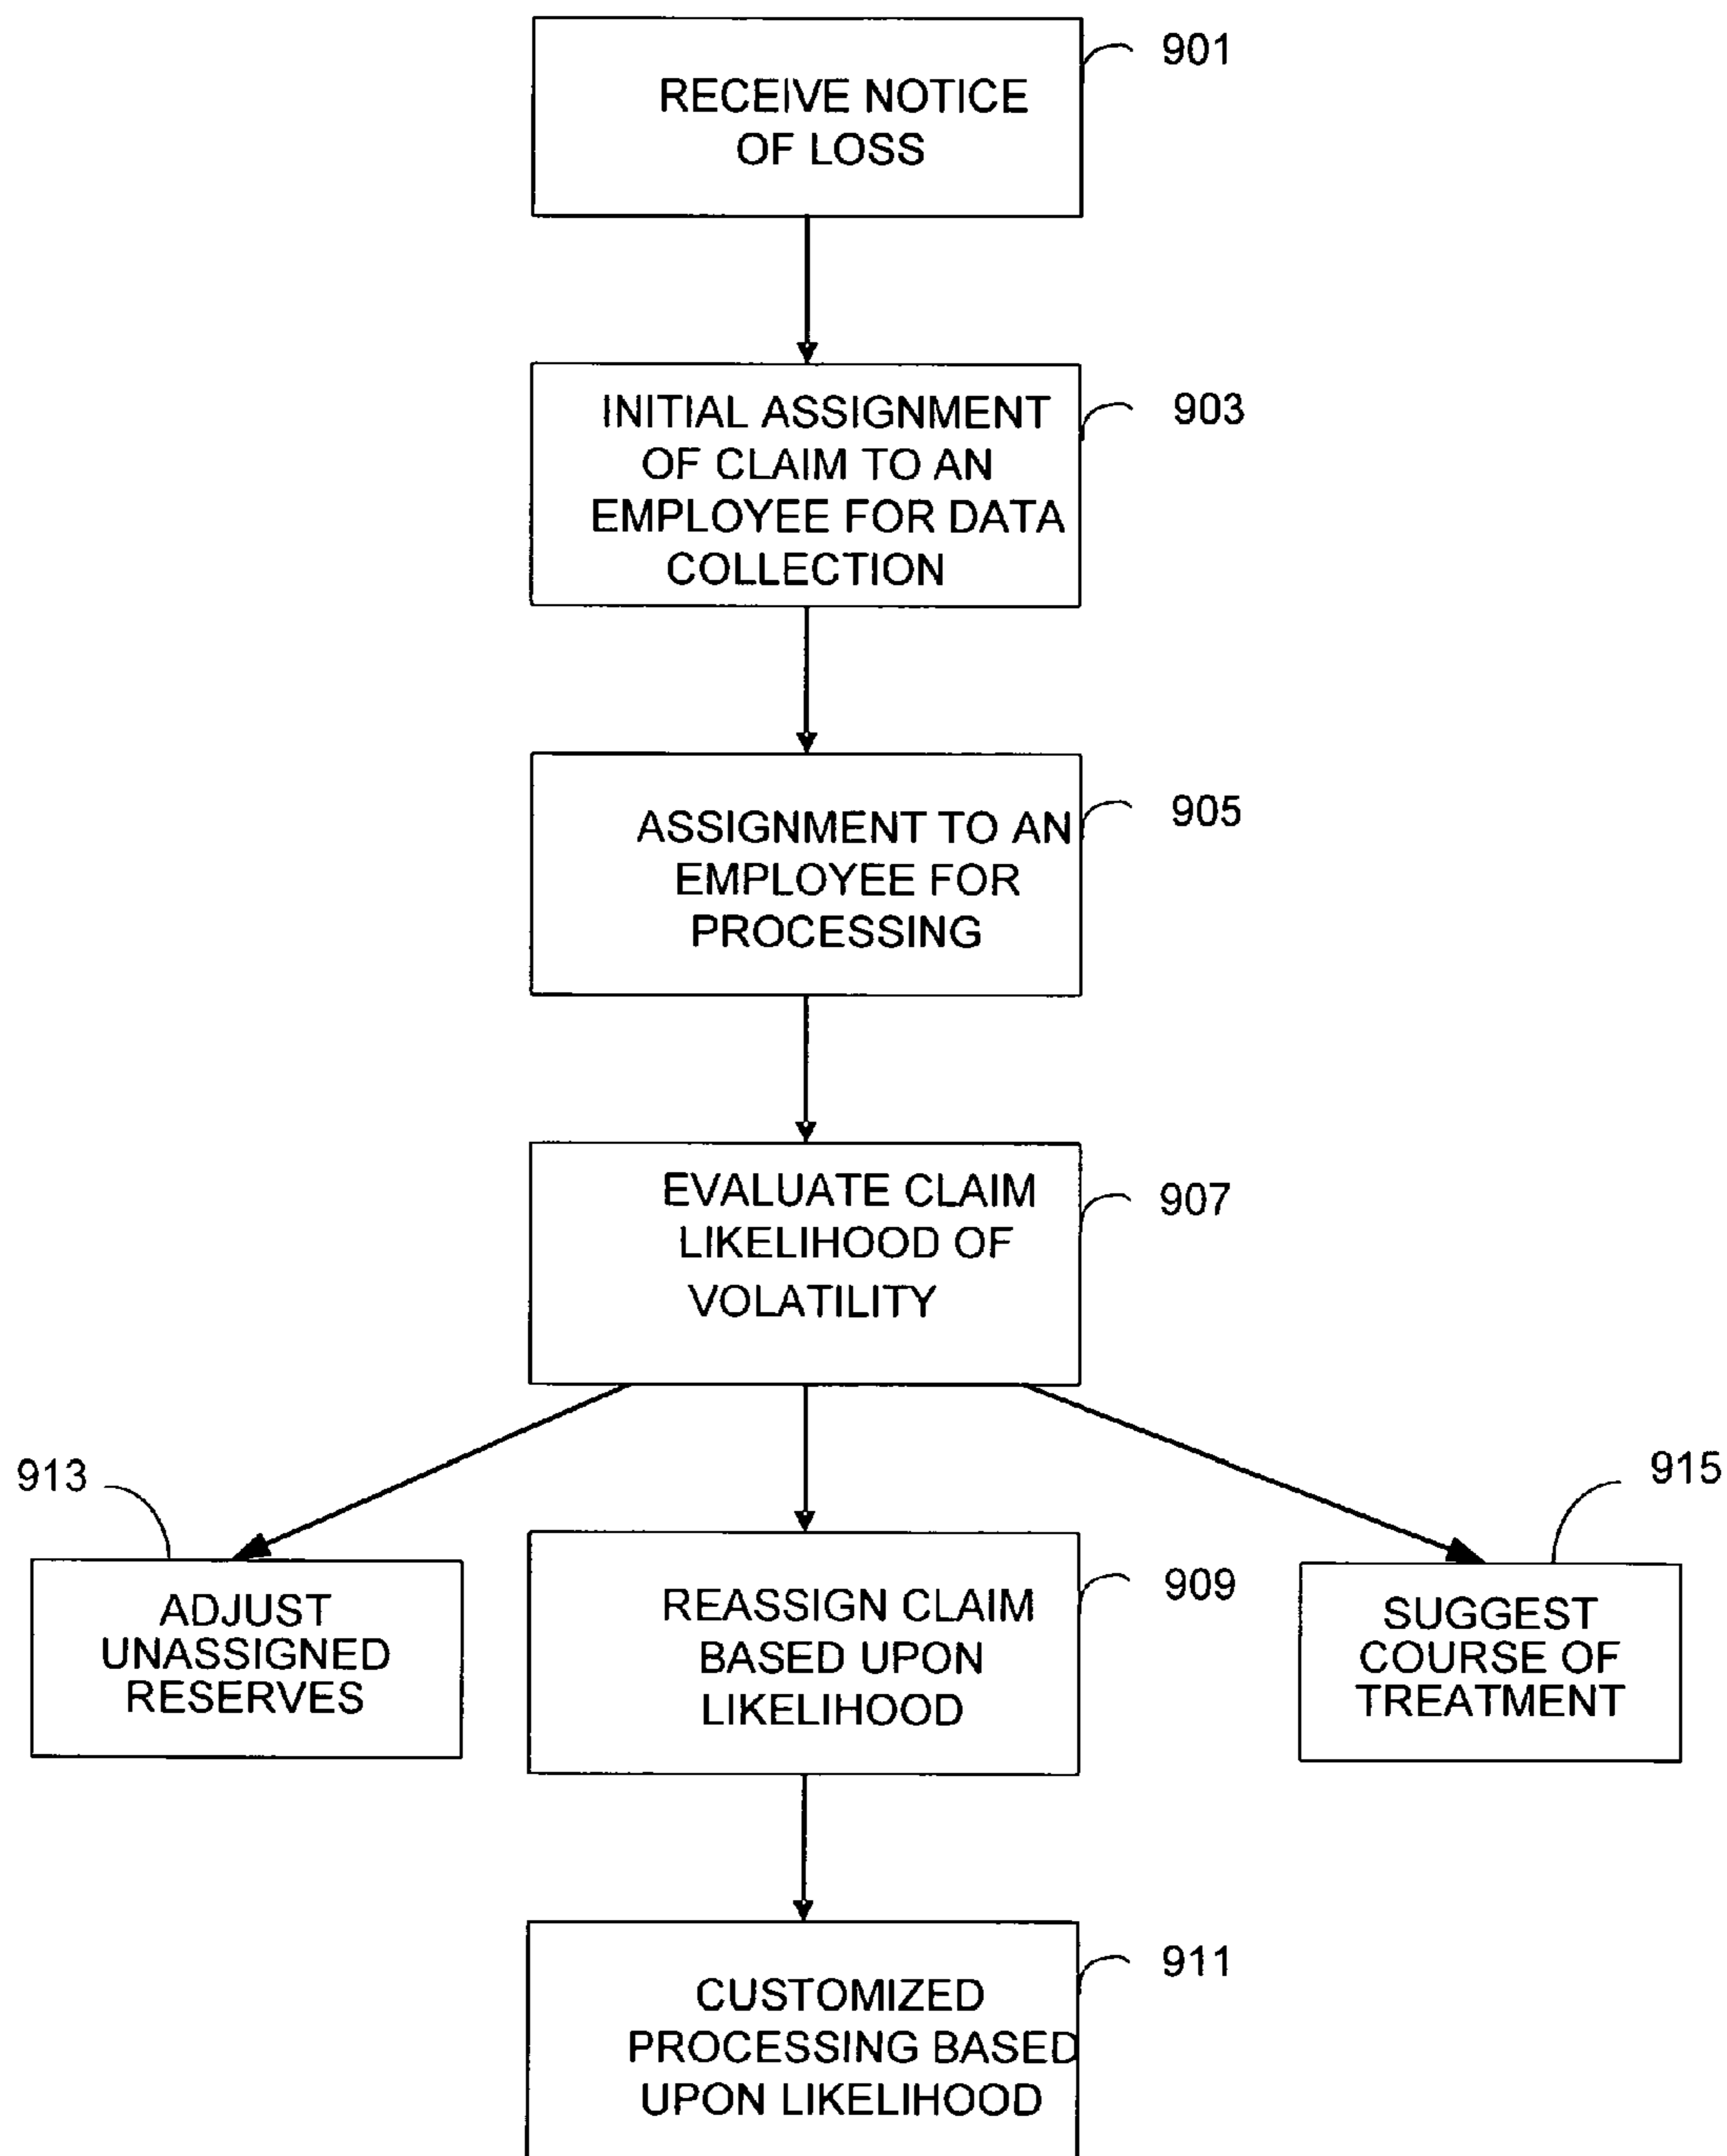 901
RECEIVE NOTICE
OF LOSS
903
INITIAL ASSIGNMENT
OF CLAIM TO AN
EMPLOYEE FOR DATA
COLLECTION
905
ASSIGNMENT TO AN
EMPLOYEE FOR
PROCESSING
907
EVALUATE CLAIM
LIKELIHOOD OF
VOLATILITY
913
ADJUST
UNASSIGNED
RESERVES
909
REASSIGN CLAIM
BASED UPON
LIKELIHOOD
915
SUGGEST
COURSE OF
TREATMENT
911
CUSTOMIZED
PROCESSING BASED
UPON LIKELIHOOD